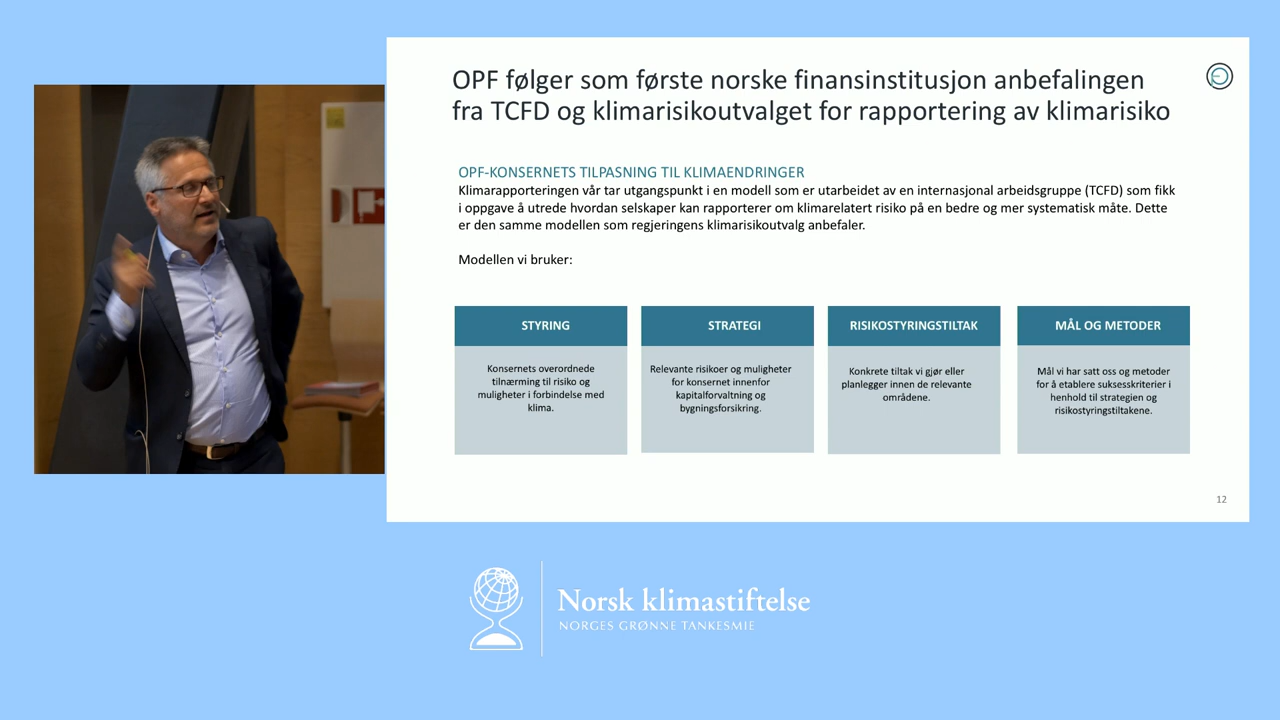 OPF følger som første norske finansinstitusjon anbefalingen
fra TCFD og klimarisikoutvalget for rapportering av klimarisiko
OPF-KONSERNETS TILPASNING TIL KLIMAENDRINGER
Klimarapporteringen vår tar utgangspunkt i en modell som er utarbeidet av en internasjonal arbeidsgruppe (TCFD) som fikk
i oppgave å utrede hvordan selskaper kan rapporterer om klimarelatert risiko på en bedre og mer systematisk måte. Dette
er den samme modellen som regjeringens klimarisikoutvalg anbefaler.
Modellen vi bruker:
STYRING
Konsernets overordnede
tilnærming til risiko og
muligheter i forbindelse med
klima.
STRATEGI
Relevante risikoer og muligheter
for konsernet innenfor
kapitalforvaltning og
bygningsforsikring.
RISIKOSTYRINGSTILTAK
Konkrete tiltak vi gjør eller
planlegger innen de relevante
områdene.
MÅL OG METODER
Mål vi har satt oss og metoder
for å etablere suksesskriterier i
henhold til strategien og
risikostyringstiltakene.
12
Norsk klimastiftelse
NORGES GRØNNE TANKESMIE